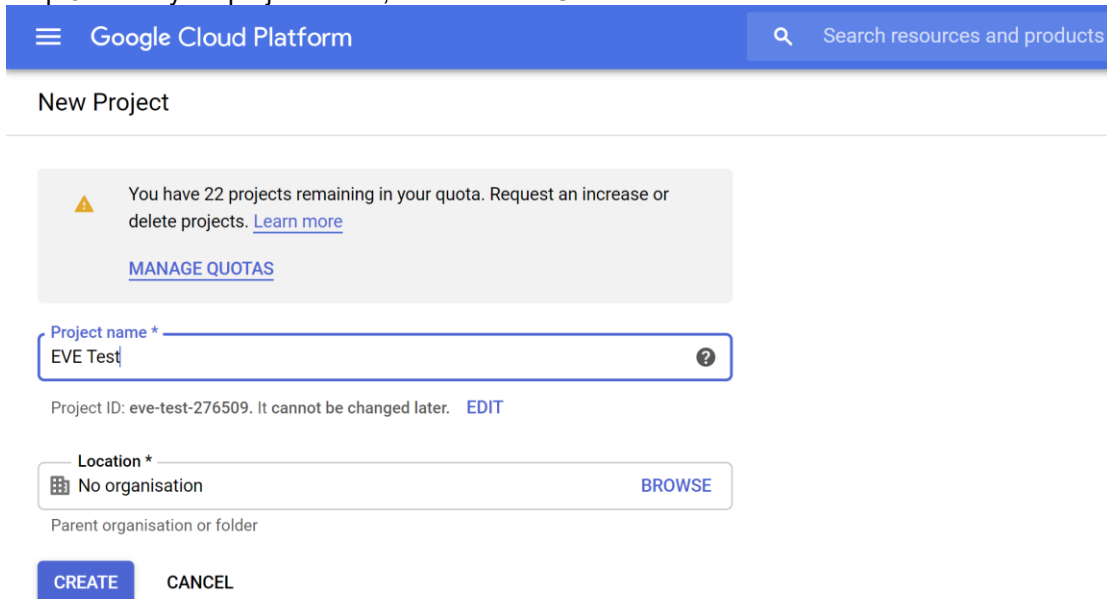 Google Cloud Platform
Search resources and products
New Project
You have 22 projects remaining in your quota. Request an increase or
delete projects. Learn more
MANAGE QUOTAS
Project name *
EVE Test
Project ID: eve-test-276509. It cannot be changed later. EDIT
Location *
No organisation BROWSE
Parent organisation or folder
CREATE CANCEL